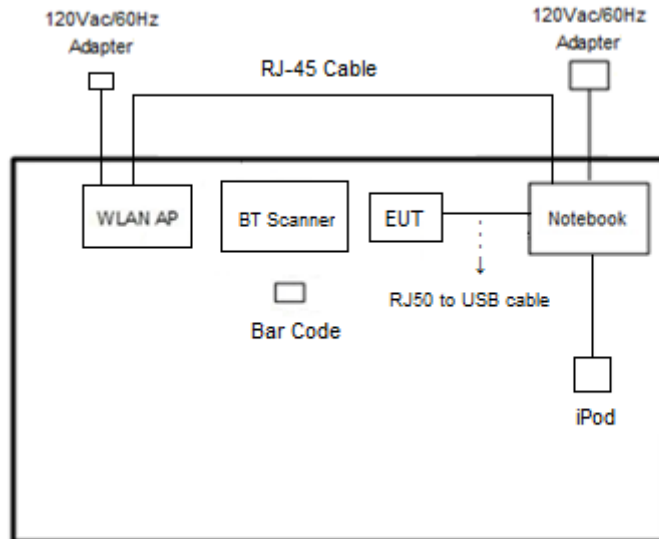 120Vac/60Hz
Adapter
120Vac/60Hz
Adapter
RJ-45 Cable
WLAN AP
BT Scanner
EUT
Notebook
RJ50 to USB cable
Bar Code
iPod